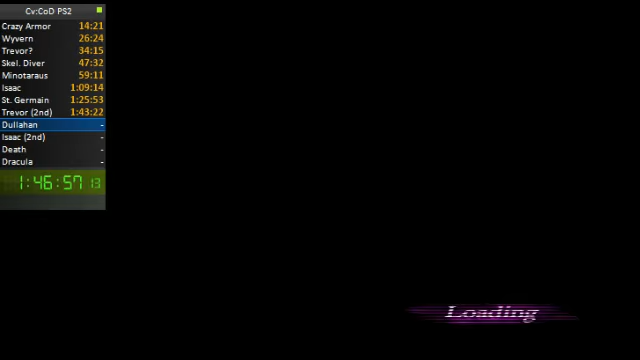 Cv:CoD PS2
Crazy Armor 14:21
Wyvern 26:24
Trevor? 34:15
Skel. Diver 47:32
Minotaraus 59:11
Isaac 1:09:14
St. Germain 1:25:53
Trevor (2nd) 1:43:22
Dullahan -
Isaac (2nd) -
Death -
Dracula -
1:46:57 13
Loading